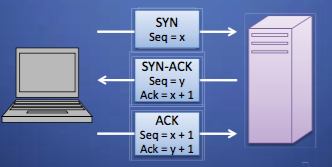 SYN
Seq = x
SYN-ACK
Seq = y
Ack = x + 1
ACK
Seq = x + 1
Ack = y + 1